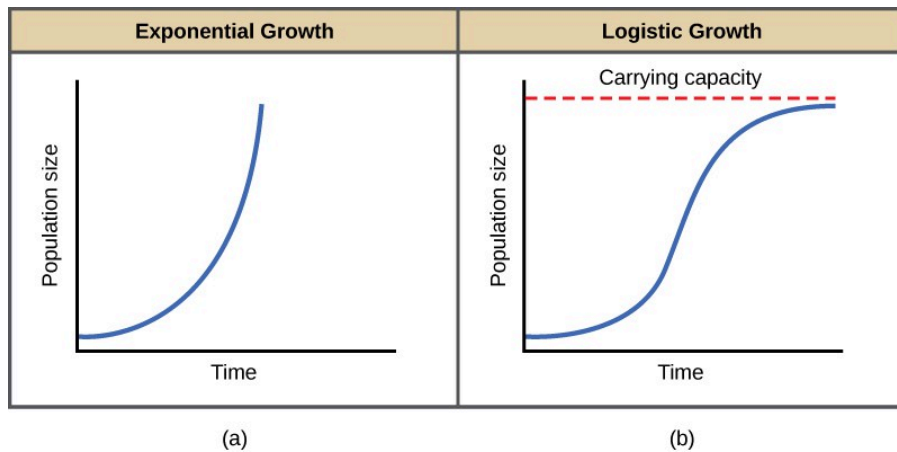 Exponential Growth
Population size
Time
(a)
Logistic Growth
Carrying capacity
Population size
Time
(b)